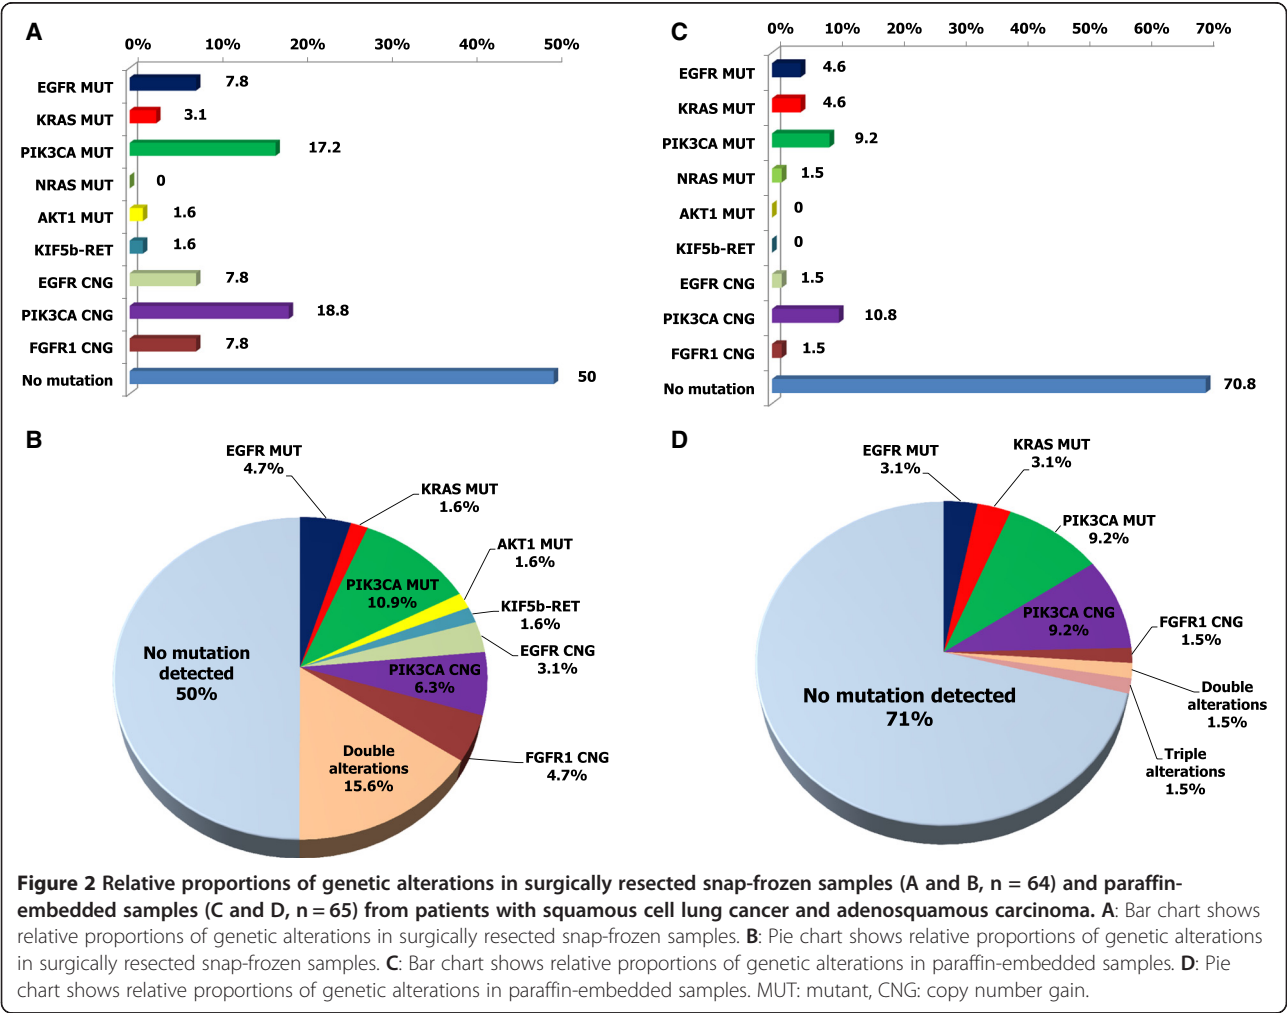 A
0% 10% 20% 30% 40% 50%
EGFR MUT 7.8
KRAS MUT 3.1
PIK3CA MUT 17.2
NRAS MUT 0
AKT1 MUT 1.6
KIF5b-RET 1.6
EGFR CNG 7.8
PIK3CA CNG 18.8
FGFR1 CNG 7.8
No mutation 50
C
0% 10% 20% 30% 40% 50% 60% 70%
EGFR MUT 4.6
KRAS MUT 4.6
PIK3CA MUT 9.2
NRAS MUT 1.5
AKT1 MUT 0
KIF5b-RET 0
EGFR CNG 1.5
PIK3CA CNG 10.8
FGFR1 CNG 1.5
No mutation 70.8
B
EGFR MUT
4.7%
KRAS MUT
1.6%
AKT1 MUT
1.6%
PIK3CA MUT
10.9%
KIF5b-RET
1.6%
EGFR CNG
3.1%
PIK3CA CNG
6.3%
FGFR1 CNG
4.7%
Double
alterations
15.6%
No mutation
detected
50%
D
EGFR MUT
3.1%
KRAS MUT
3.1%
PIK3CA MUT
9.2%
PIK3CA CNG
9.2%
FGFR1 CNG
1.5%
Double
alterations
1.5%
Triple
alterations
1.5%
No mutation detected
71%
Figure 2 Relative proportions of genetic alterations in surgically resected snap-frozen samples (A and B, n = 64) and paraffin-
embedded samples (C and D, n = 65) from patients with squamous cell lung cancer and adenosquamous carcinoma. A: Bar chart shows
relative proportions of genetic alterations in surgically resected snap-frozen samples. B: Pie chart shows relative proportions of genetic alterations
in surgically resected snap-frozen samples. C: Bar chart shows relative proportions of genetic alterations in paraffin-embedded samples. D: Pie
chart shows relative proportions of genetic alterations in paraffin-embedded samples. MUT: mutant, CNG: copy number gain.